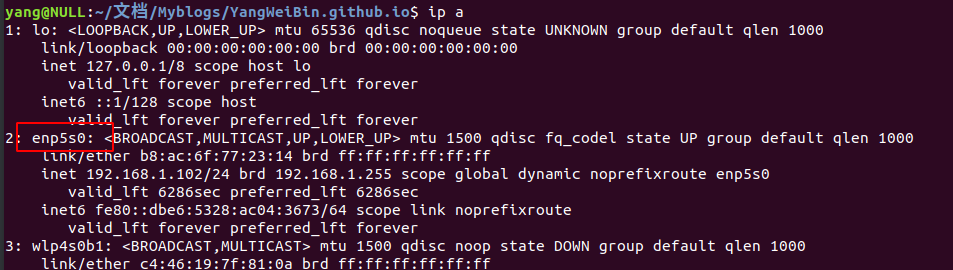 yang@NULL:~/文档/Myblogs/YangWeiBin.github.io$ ip a
1: lo: <LOOPBACK,UP,LOWER_UP> mtu 65536 qdisc noqueue state UNKNOWN group default qlen 1000
    link/loopback 00:00:00:00:00:00 brd 00:00:00:00:00:00
    inet 127.0.0.1/8 scope host lo
       valid_lft forever preferred_lft forever
    inet6 ::1/128 scope host
       valid_lft forever preferred_lft forever
2: enp5s0: <BROADCAST,MULTICAST,UP,LOWER_UP> mtu 1500 qdisc fq_codel state UP group default qlen 1000
    link/ether b8:ac:6f:77:23:14 brd ff:ff:ff:ff:ff:ff
    inet 192.168.1.102/24 brd 192.168.1.255 scope global dynamic noprefixroute enp5s0
       valid_lft 6286sec preferred_lft 6286sec
    inet6 fe80::dbe6:5328:ac04:3673/64 scope link noprefixroute
       valid_lft forever preferred_lft forever
3: wlp4s0b1: <BROADCAST,MULTICAST> mtu 1500 qdisc noop state DOWN group default qlen 1000
    link/ether c4:46:19:7f:81:0a brd ff:ff:ff:ff:ff:ff